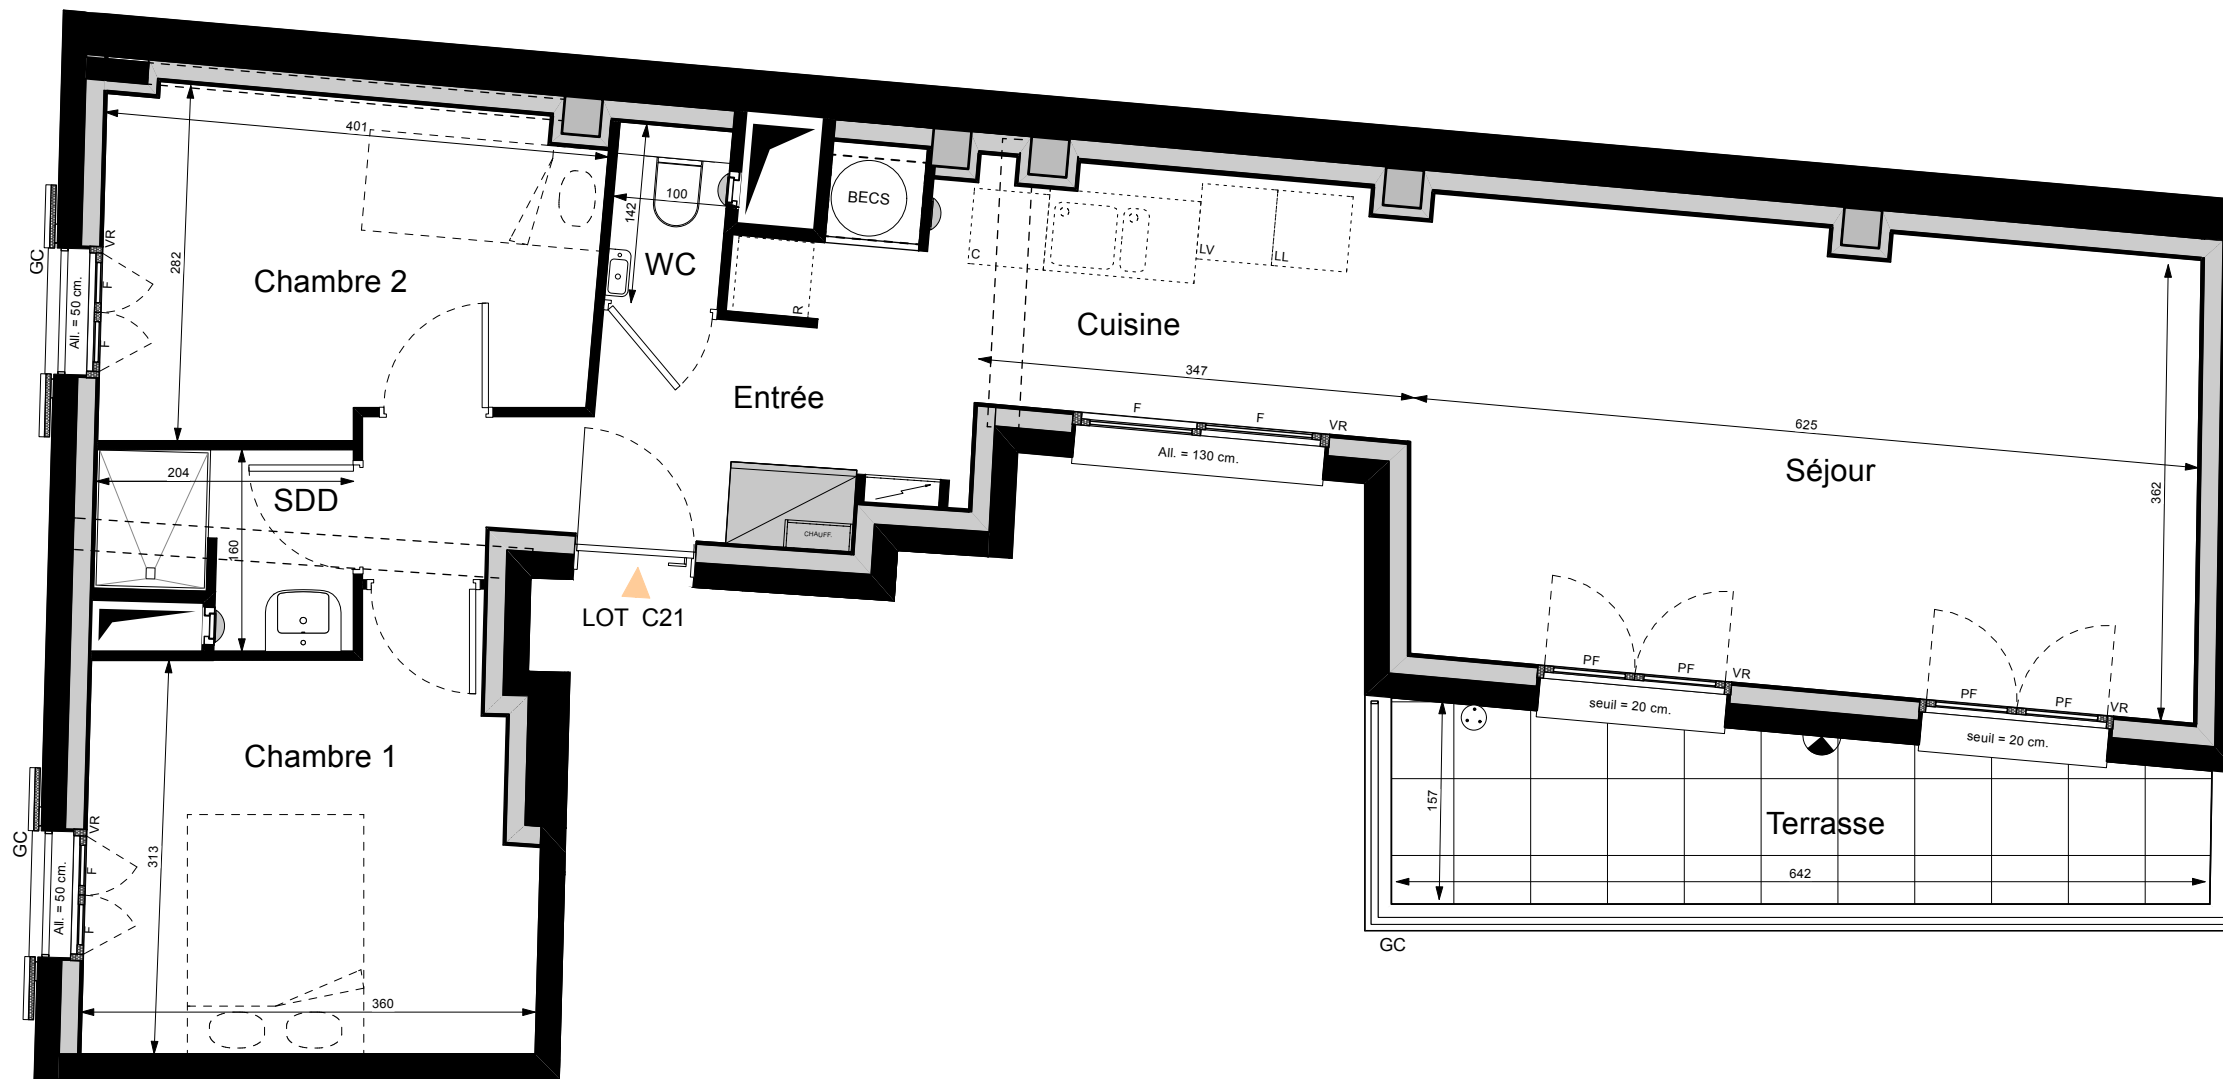 401
100
142
BECS
282
Chambre 2
WC
GC
VR
F
F
All. = 50 cm.
R
C
LV
LL
Cuisine
Entrée
347
625
F
F
VR
All. = 130 cm.
Séjour
362
204
SDD
160
CHAUFF.
LOT C21
PF
PF
VR
seuil = 20 cm.
PF
PF
VR
seuil = 20 cm.
Chambre 1
GC
VR
F
F
All. = 50 cm.
313
360
157
Terrasse
642
GC